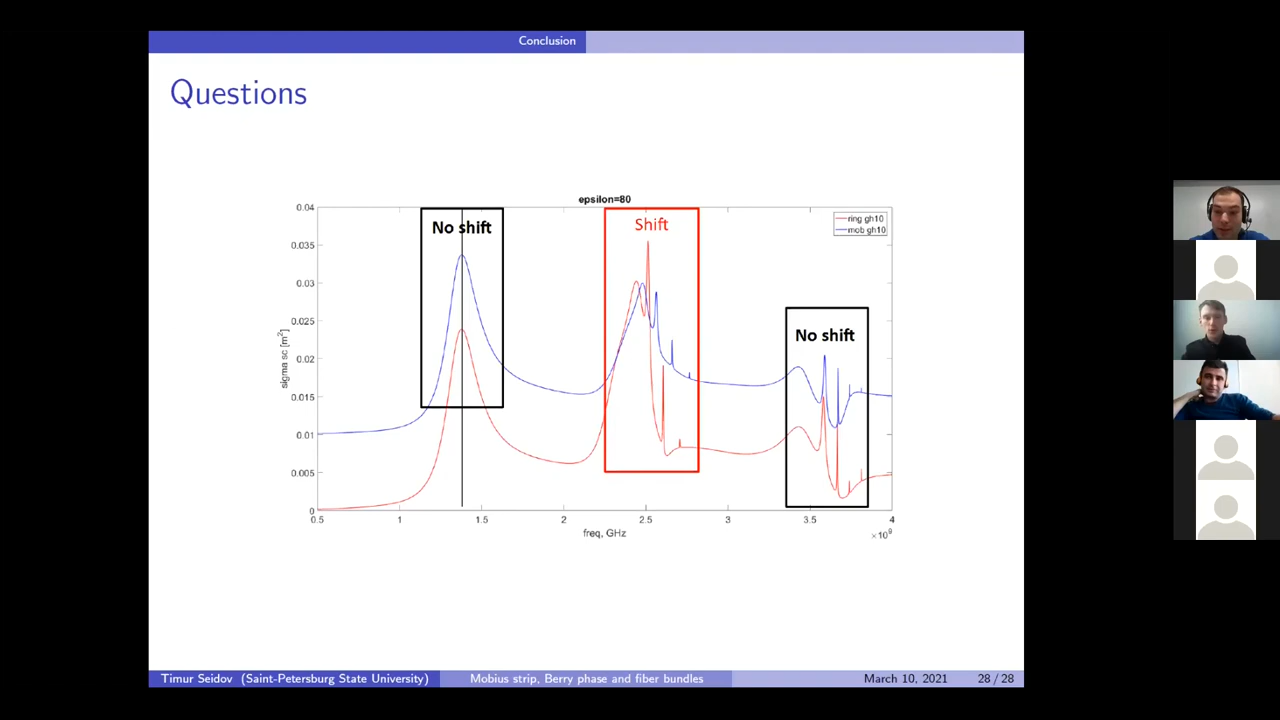 Conclusion
Questions
epsilon=80
No shift
Shift
No shift
ring gh10
mob gh10
0.04
0.035
0.03
0.025
0.02
0.015
0.01
0.005
0
sigma sc [m²]
0.5 1 1.5 2 2.5 3 3.5 4
freq, GHz
×10⁹
Timur Seidov (Saint-Petersburg State University) Mobius strip, Berry phase and fiber bundles March 10, 2021 28 / 28